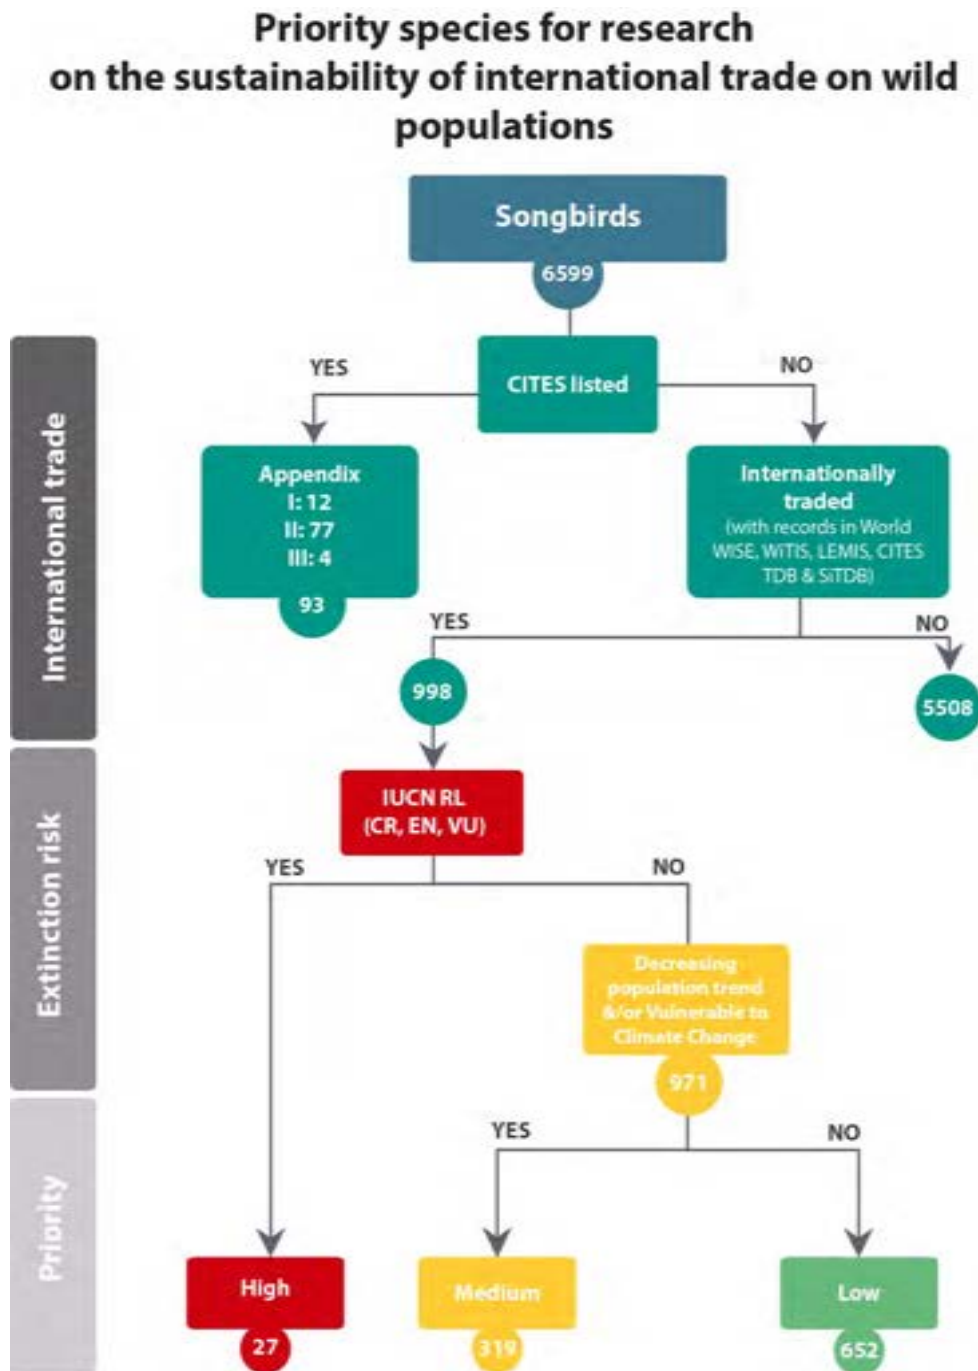 Priority species for research
on the sustainability of international trade on wild
populations
Songbirds
6599
YES
CITES listed
NO
Appendix
I: 12
II: 77
III: 4
93
Internationally
traded
(with records in World
WISE, WiTIS, LEMIS, CITES
TDB & SiTDB)
YES
NO
998
5508
International trade
IUCN RL
(CR, EN, VU)
YES
NO
Decreasing
population trend
&/or Vulnerable to
Climate Change
971
Extinction risk
YES
NO
Priority
High
27
Medium
319
Low
652